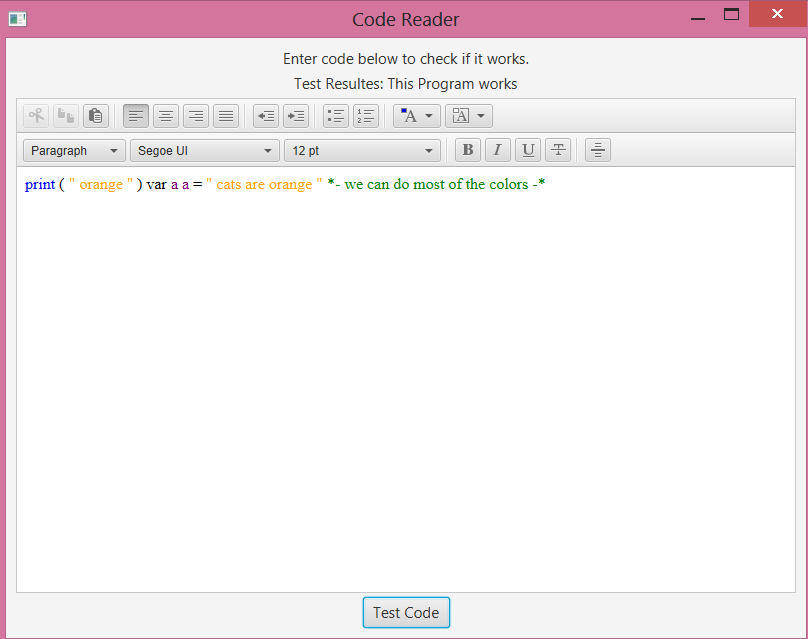 Code Reader
Enter code below to check if it works.
Test Resultes: This Program works
A A
Paragraph Segoe UI 12 pt B I U T
print ( " orange " ) var a a = " cats are orange " *- we can do most of the colors -*
Test Code